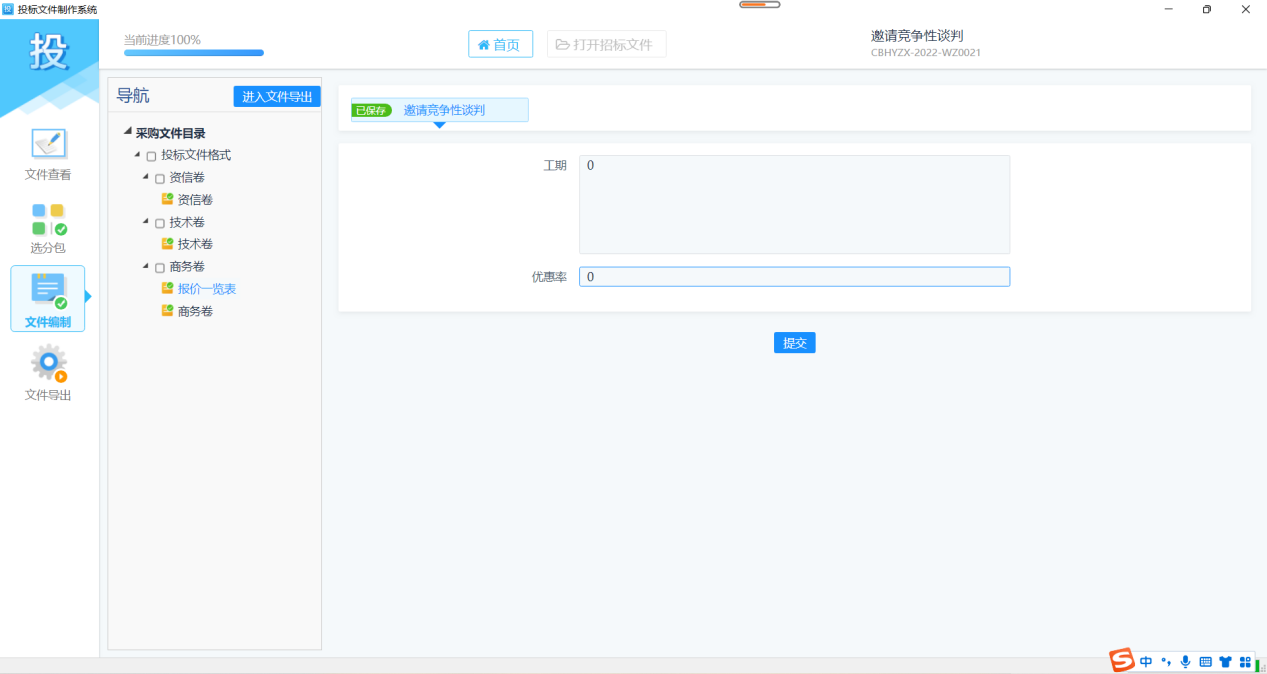 投标文件制作系统
投
当前进度100%
首页
打开招标文件
邀请竞争性谈判
CBHYZX-2022-WZ0021
文件查看
选分包
文件编制
文件导出
导航
进入文件导出
采购文件目录
投标文件格式
资信卷
资信卷
技术卷
技术卷
商务卷
报价一览表
商务卷
已保存 邀请竞争性谈判
工期 0
优惠率 0
提交
S 中